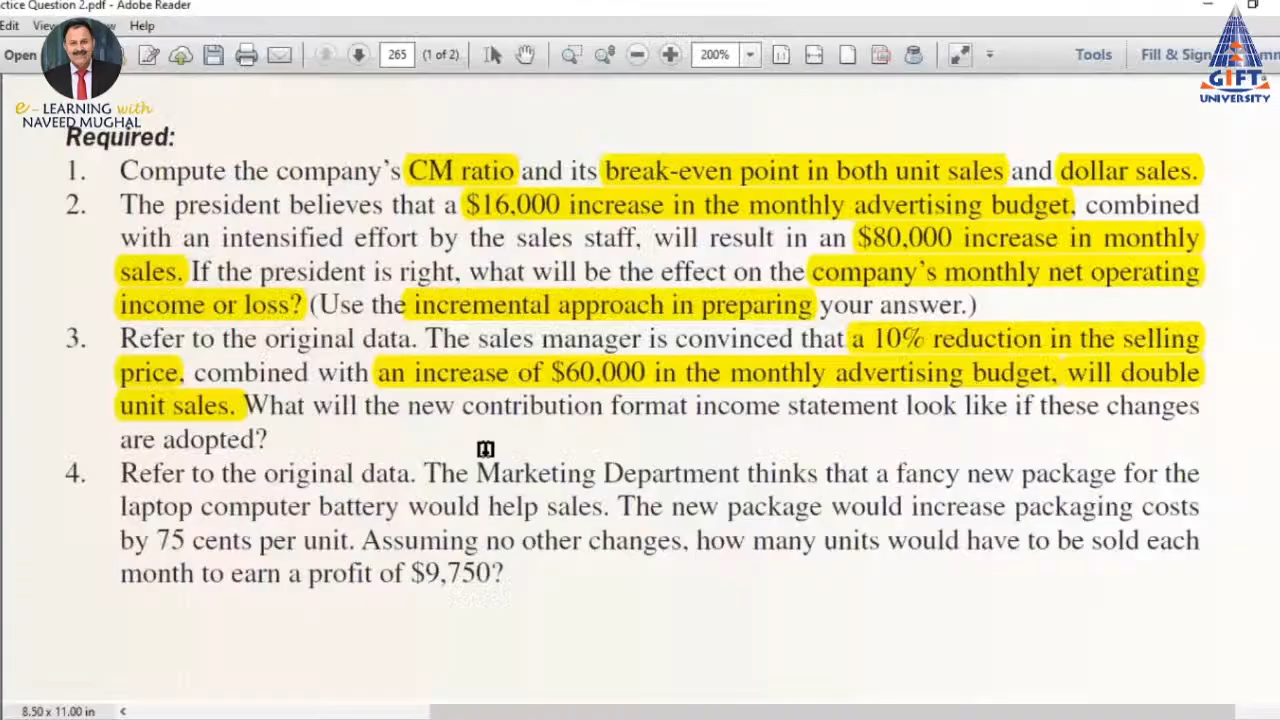 ctice Question 2.pdf - Adobe Reader
Edit View Help
Open 265 (1 of 2) 200% Tools Fill & Sign
e-LEARNING with
NAVEED MUGHAL
GIFT
UNIVERSITY
Required:
1. Compute the company's CM ratio and its break-even point in both unit sales and dollar sales.
2. The president believes that a $16,000 increase in the monthly advertising budget, combined
with an intensified effort by the sales staff, will result in an $80,000 increase in monthly
sales. If the president is right, what will be the effect on the company's monthly net operating
income or loss? (Use the incremental approach in preparing your answer.)
3. Refer to the original data. The sales manager is convinced that a 10% reduction in the selling
price, combined with an increase of $60,000 in the monthly advertising budget, will double
unit sales. What will the new contribution format income statement look like if these changes
are adopted?
4. Refer to the original data. The Marketing Department thinks that a fancy new package for the
laptop computer battery would help sales. The new package would increase packaging costs
by 75 cents per unit. Assuming no other changes, how many units would have to be sold each
month to earn a profit of $9,750?
8.50 x 11.00 in